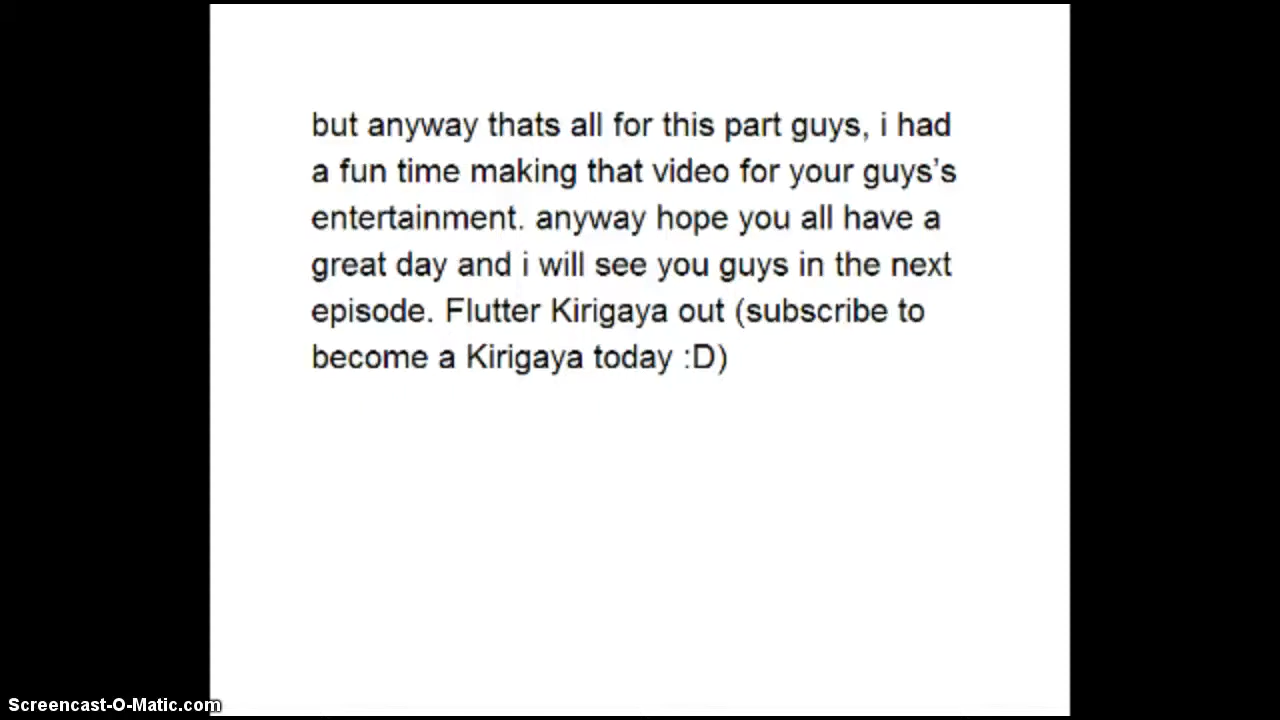 but anyway thats all for this part guys, i had
a fun time making that video for your guys’s
entertainment. anyway hope you all have a
great day and i will see you guys in the next
episode. Flutter Kirigaya out (subscribe to
become a Kirigaya today :D)
Screencast-O-Matic.com